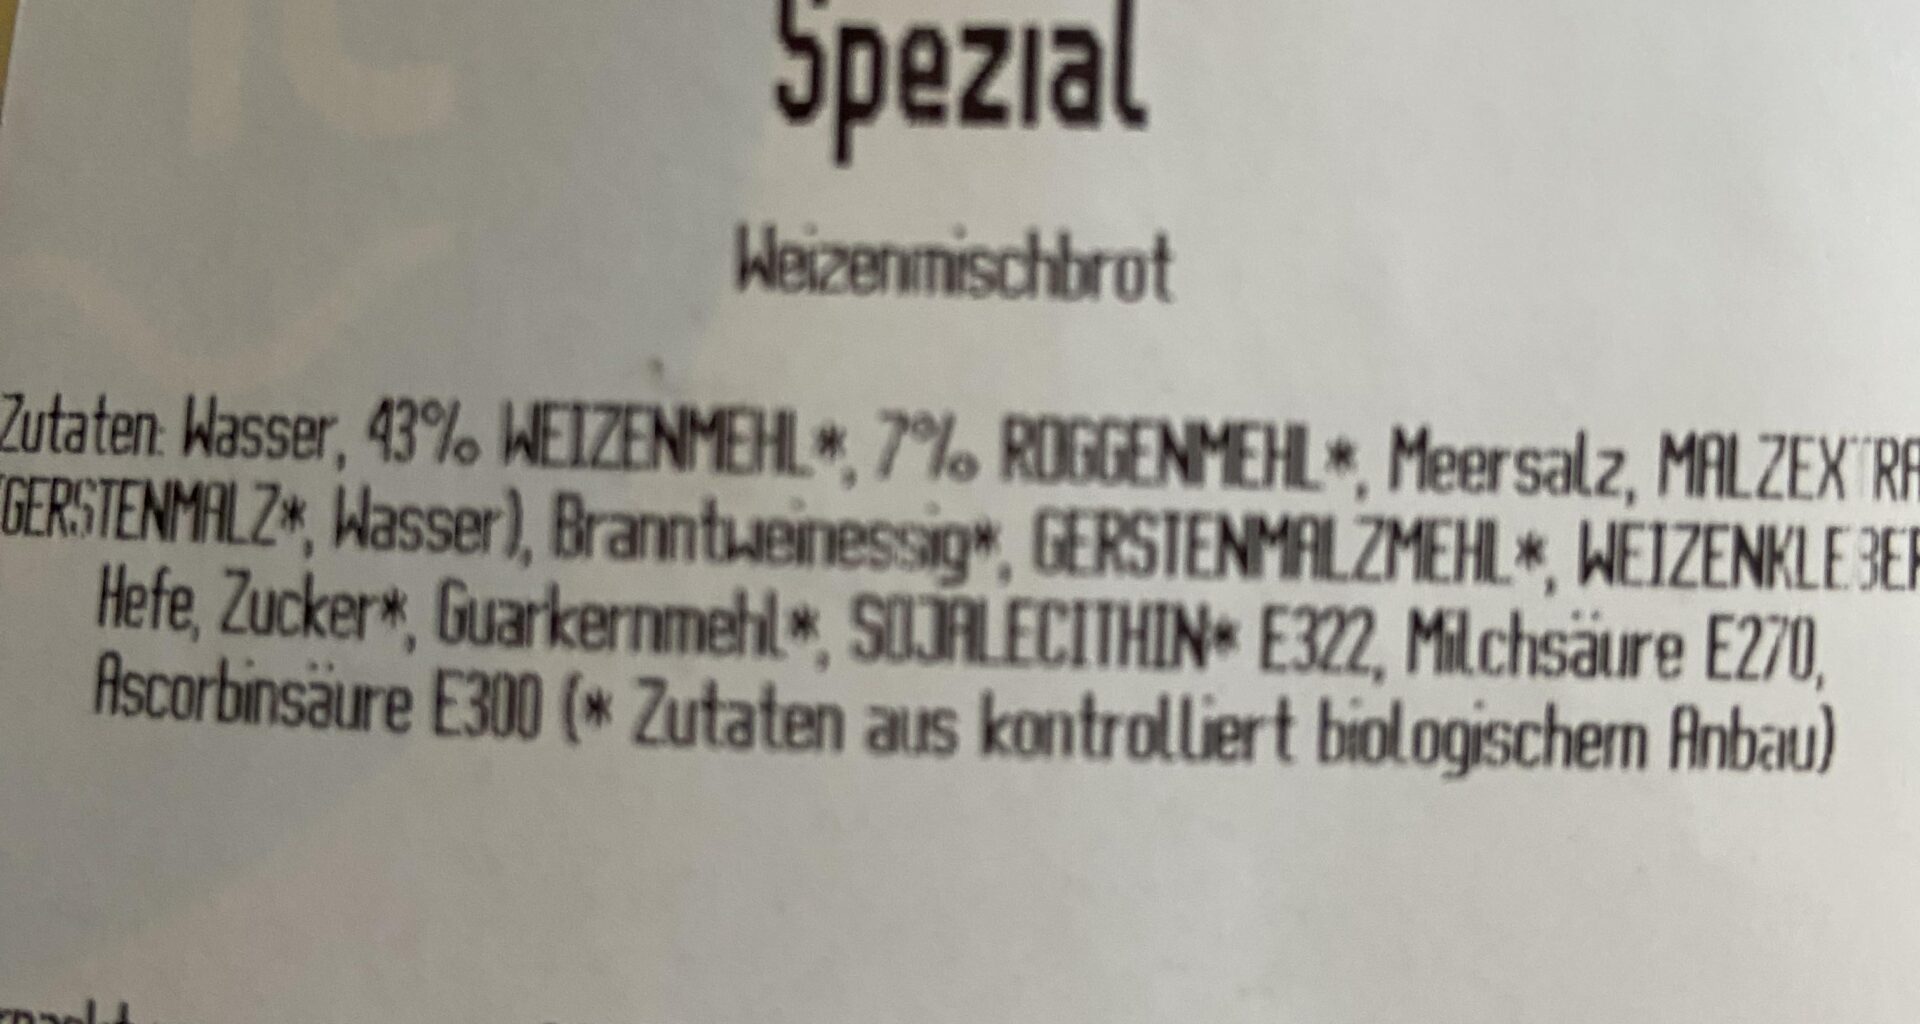 Spezial
Weizenmischbrot
Zutaten: Wasser, 43% WEIZENMEHL*, 7% ROGGENMEHL*, Meersalz, MALZEXTRA
(GERSTENMALZ*, Wasser), Branntweinessig*, GERSTENMALZMEHL*, WEIZENKLEBER
Hefe, Zucker*, Guarkernmehl*, SOJALECITHIN* E322, Milchsäure E270,
Ascorbinsäure E300 (* Zutaten aus kontrolliert biologischem Anbau)